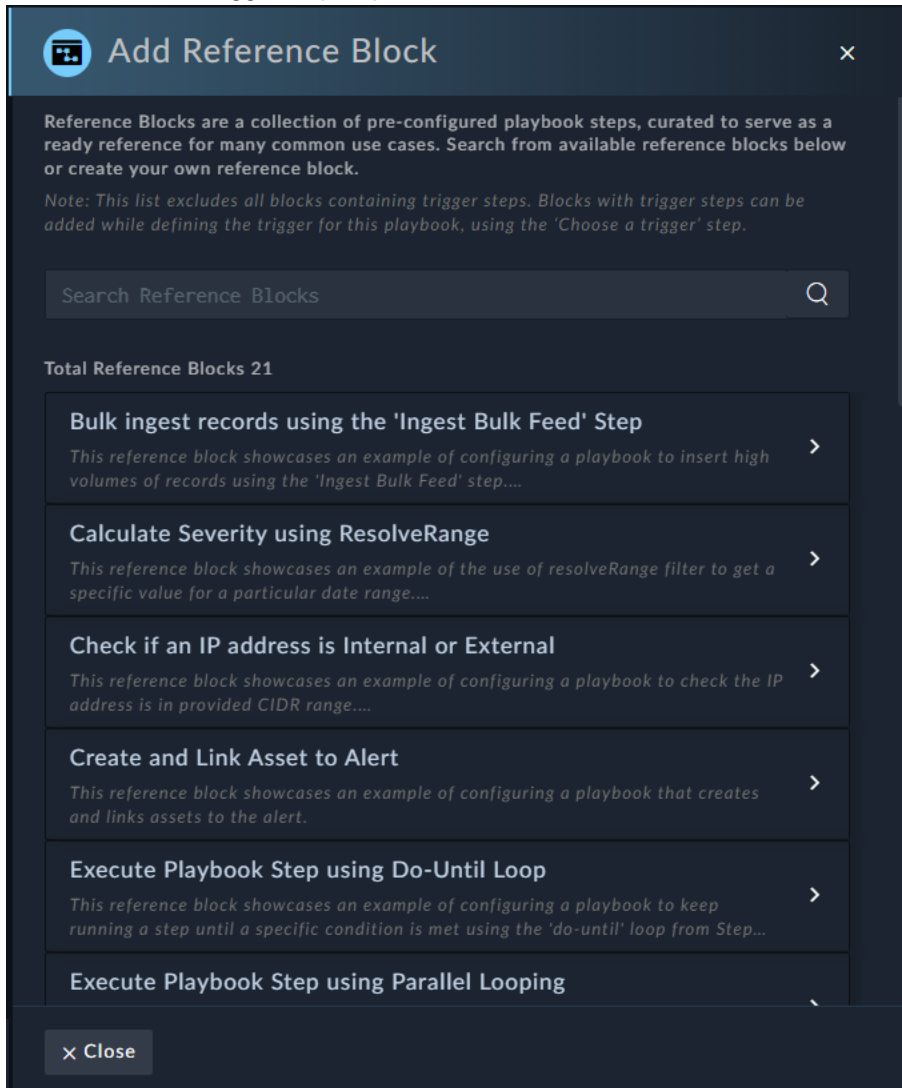 Add Reference Block
Reference Blocks are a collection of pre-configured playbook steps, curated to serve as a
ready reference for many common use cases. Search from available reference blocks below
or create your own reference block.
Note: This list excludes all blocks containing trigger steps. Blocks with trigger steps can be
added while defining the trigger for this playbook, using the 'Choose a trigger' step.
Search Reference Blocks
Total Reference Blocks 21
Bulk ingest records using the 'Ingest Bulk Feed' Step
This reference block showcases an example of configuring a playbook to insert high
volumes of records using the 'Ingest Bulk Feed' step....
Calculate Severity using ResolveRange
This reference block showcases an example of the use of resolveRange filter to get a
specific value for a particular date range....
Check if an IP address is Internal or External
This reference block showcases an example of configuring a playbook to check the IP
address is in provided CIDR range....
Create and Link Asset to Alert
This reference block showcases an example of configuring a playbook that creates
and links assets to the alert.
Execute Playbook Step using Do-Until Loop
This reference block showcases an example of configuring a playbook to keep
running a step until a specific condition is met using the 'do-until' loop from Step...
Execute Playbook Step using Parallel Looping
Close